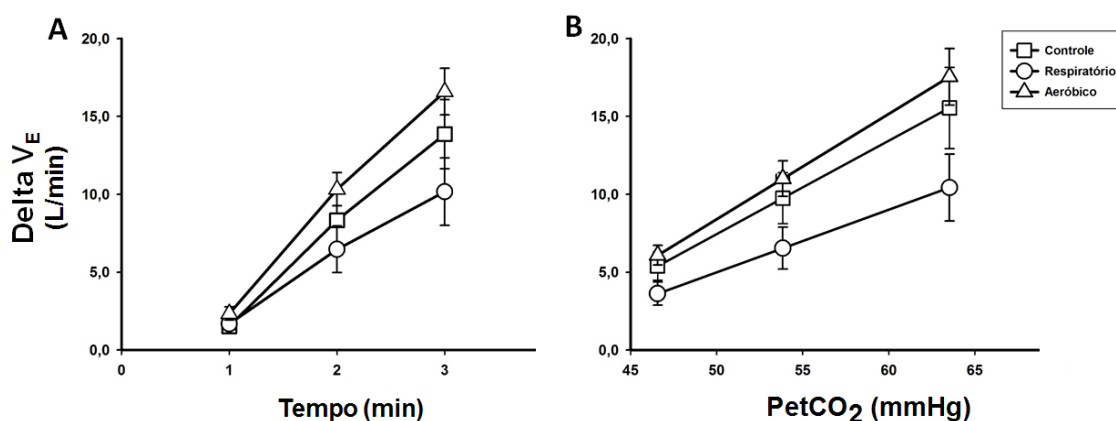 A
20,0
15,0
10,0
5,0
0,0
0 1 2 3
Tempo (min)
Delta VE
(L/min)
B
20,0
15,0
10,0
5,0
0,0
45 50 55 60 65
PetCO2 (mmHg)
Controle
Respiratório
Aeróbico